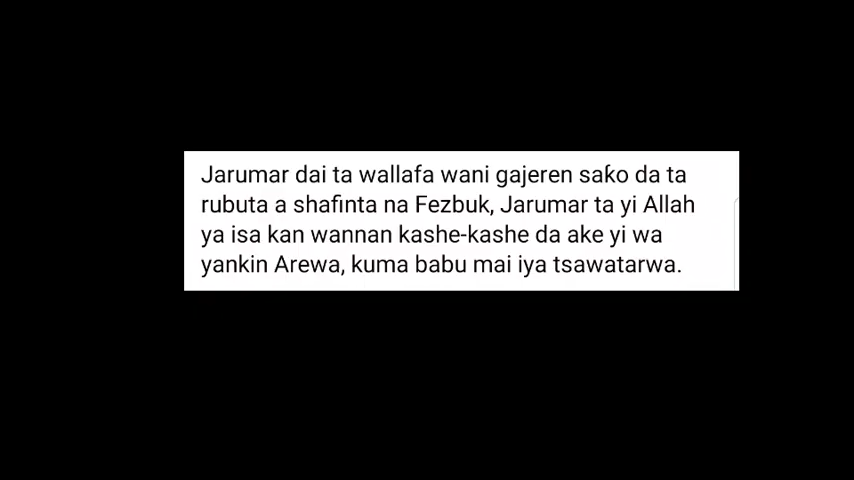 Jarumar dai ta wallafa wani gajeren saƙo da ta
rubuta a shafinta na Fezbuk, Jarumar ta yi Allah
ya isa kan wannan kashe-kashe da ake yi wa
yankin Arewa, kuma babu mai iya tsawatarwa.